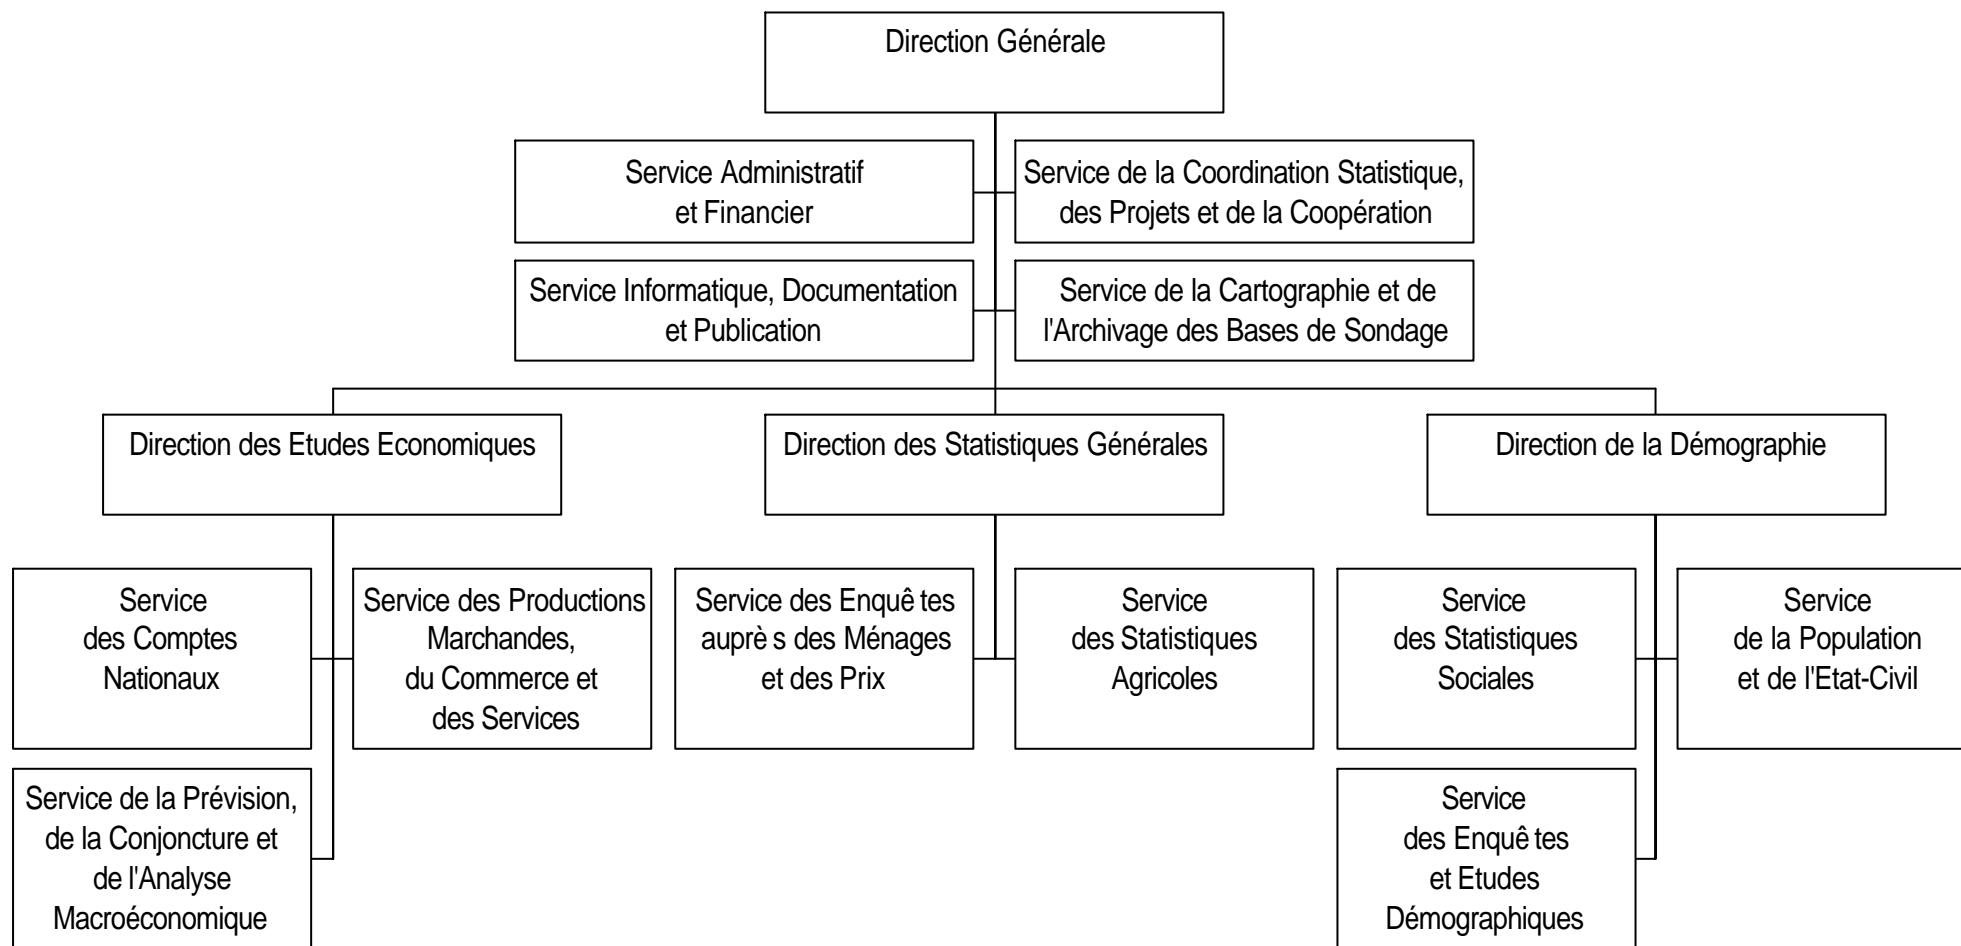 Direction Générale
Service Administratif
et Financier
Service de la Coordination Statistique,
des Projets et de la Coopération
Service Informatique, Documentation
et Publication
Service de la Cartographie et de
l'Archivage des Bases de Sondage
Direction des Etudes Economiques
Direction des Statistiques Générales
Direction de la Démographie
Service
des Comptes
Nationaux
Service des Productions
Marchandes,
du Commerce et
des Services
Service des Enquê tes
auprè s des Ménages
et des Prix
Service
des Statistiques
Agricoles
Service
des Statistiques
Sociales
Service
de la Population
et de l'Etat-Civil
Service de la Prévision,
de la Conjoncture et
de l'Analyse
Macroéconomique
Service
des Enquê tes
et Etudes
Démographiques